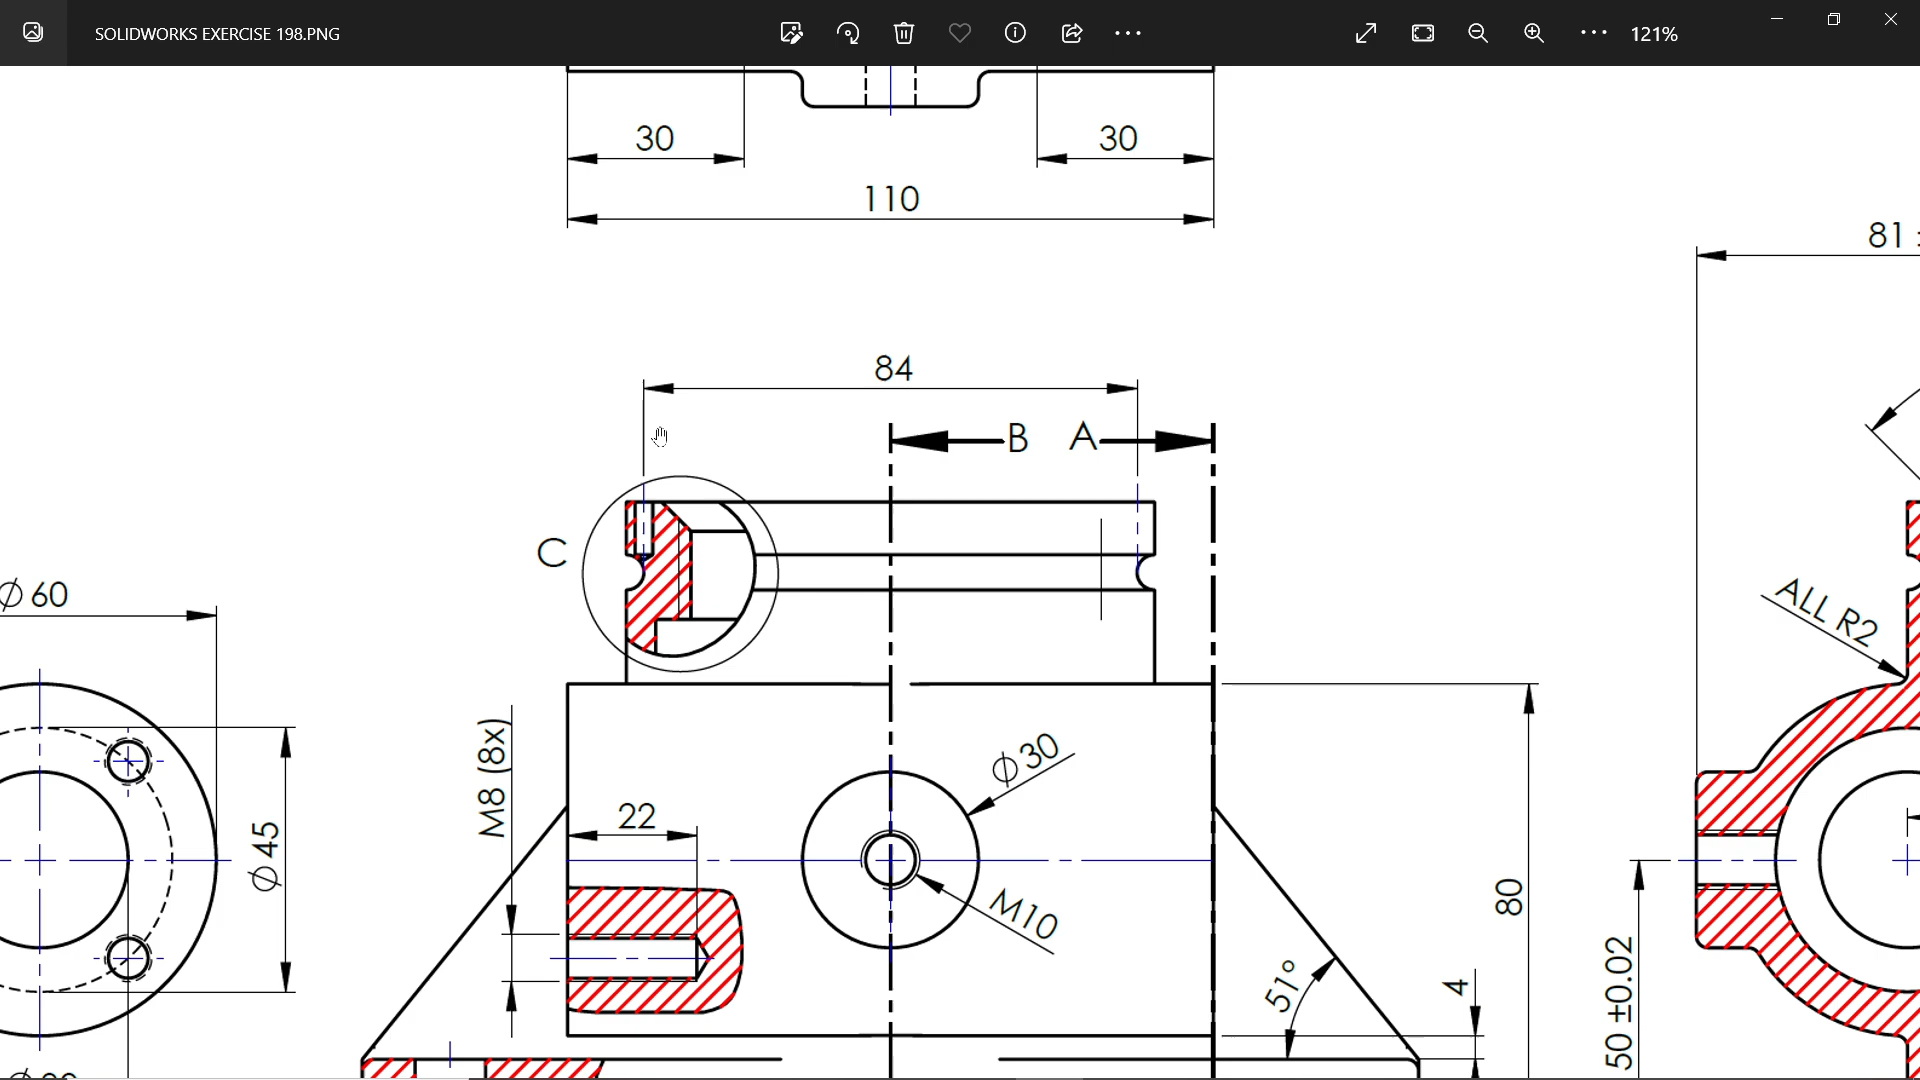 SOLIDWORKS EXERCISE 198.PNG
121%
30
30
110
81
84
B
A
C
∅60
ALL R2
M8 (8x)
∅30
22
∅45
M10
80
4
51°
50 ±0.02